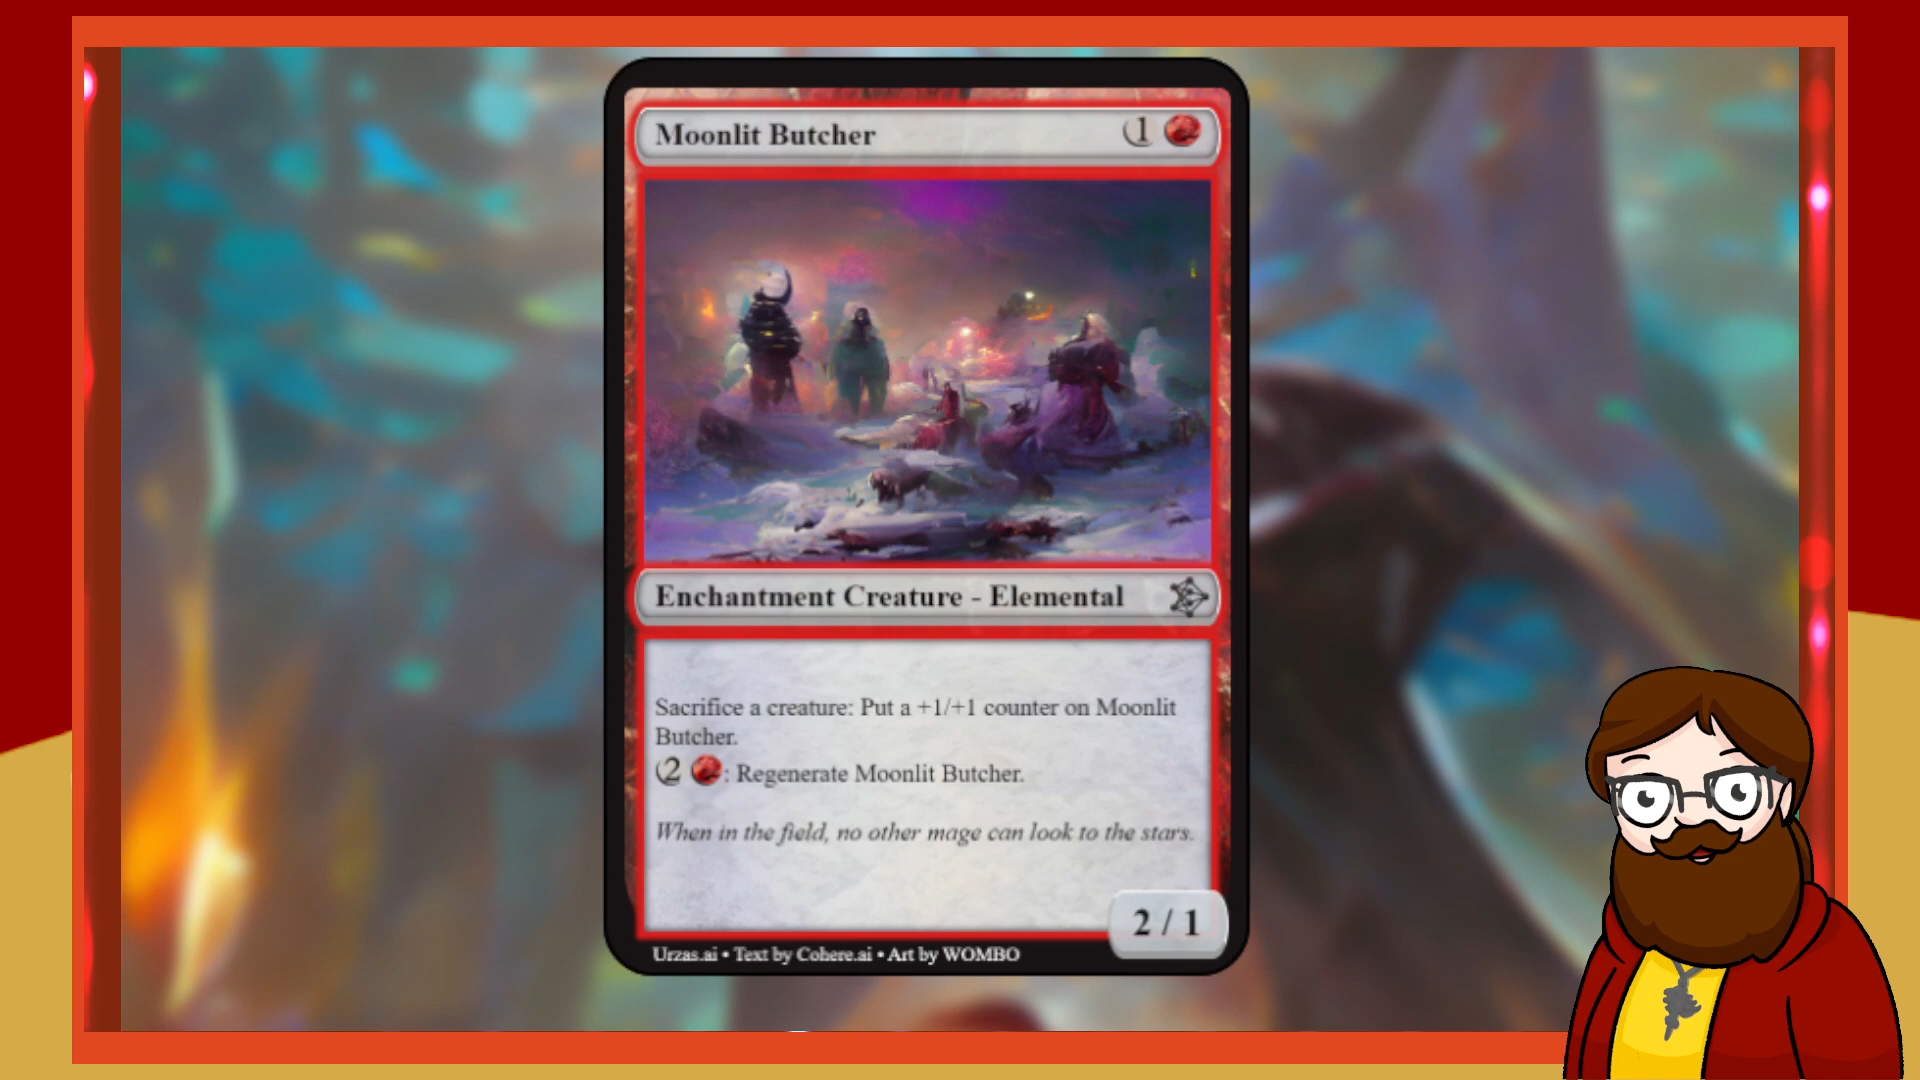 Moonlit Butcher 1
Enchantment Creature - Elemental
Sacrifice a creature: Put a +1/+1 counter on Moonlit
Butcher.
2 : Regenerate Moonlit Butcher.
When in the field, no other mage can look to the stars.
2 / 1
Urzas.ai • Text by Cohere.ai • Art by WOMBO